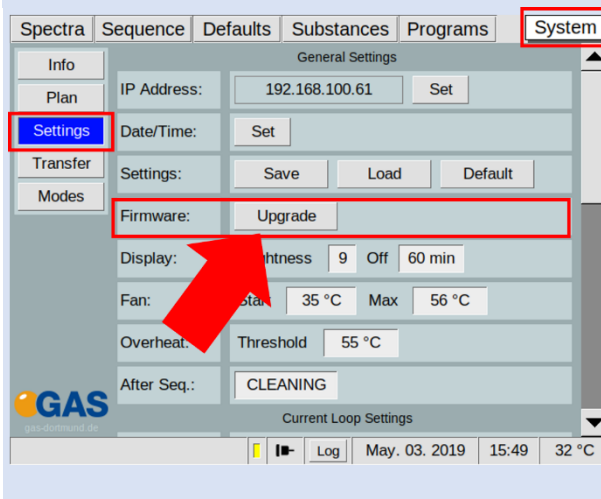 Spectra Sequence Defaults Substances Programs System
Info
Plan
Settings
Transfer
Modes
General Settings
IP Address: 192.168.100.61 Set
Date/Time: Set
Settings: Save Load Default
Firmware: Upgrade
Display: 9 Off 60 min
Fan: 35 °C Max 56 °C
Overheat: Threshold 55 °C
After Seq.: CLEANING
Current Loop Settings
GAS
gas-dortmund.de
Log May. 03. 2019 15:49 32 °C